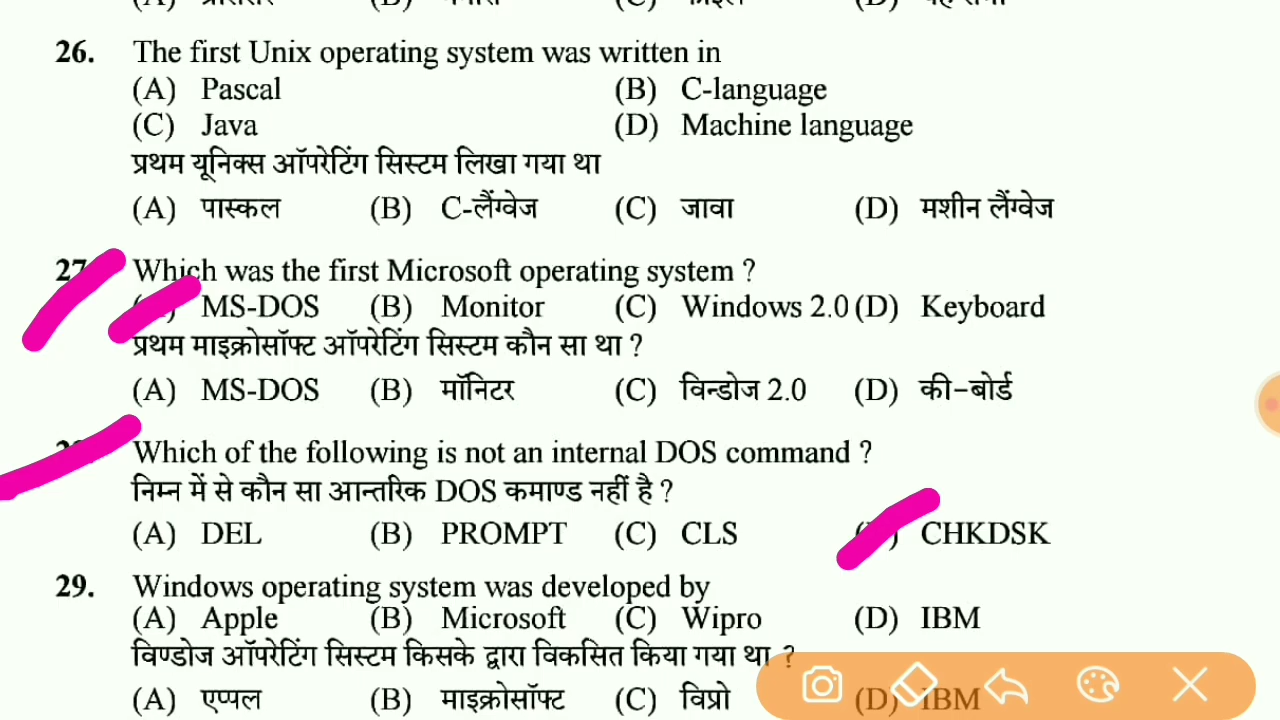 26. The first Unix operating system was written in
(A) Pascal (B) C-language
(C) Java (D) Machine language
प्रथम यूनिक्स ऑपरेटिंग सिस्टम लिखा गया था
(A) पास्कल (B) C-लैंग्वेज (C) जावा (D) मशीन लैंग्वेज
27. Which was the first Microsoft operating system ?
MS-DOS (B) Monitor (C) Windows 2.0 (D) Keyboard
प्रथम माइक्रोसॉफ्ट ऑपरेटिंग सिस्टम कौन सा था ?
(A) MS-DOS (B) मॉनिटर (C) विन्डोज 2.0 (D) की-बोर्ड
Which of the following is not an internal DOS command ?
निम्न में से कौन सा आन्तरिक DOS कमाण्ड नहीं है ?
(A) DEL (B) PROMPT (C) CLS CHKDSK
29. Windows operating system was developed by
(A) Apple (B) Microsoft (C) Wipro (D) IBM
विण्डोज ऑपरेटिंग सिस्टम किसके द्वारा विकसित किया गया था ?
(A) एप्पल (B) माइक्रोसॉफ्ट (C) विप्रो (D) IBM